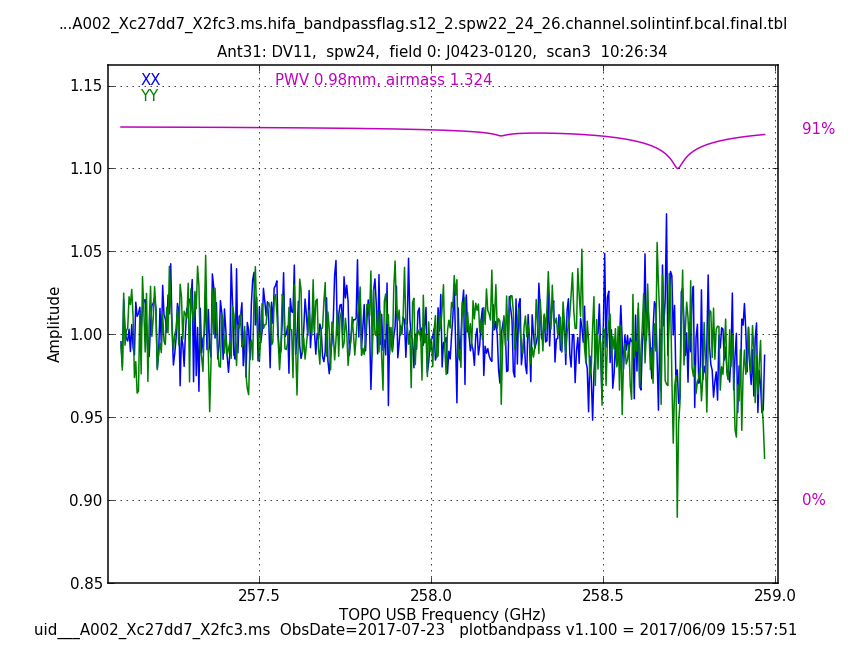 ...A002_Xc27dd7_X2fc3.ms.hifa_bandpassflag.s12_2.spw22_24_26.channel.solintinf.bcal.final.tbl
Ant31: DV11,  spw24,  field 0: J0423-0120,  scan3  10:26:34
XX
YY
PWV 0.98mm, airmass 1.324
91%
0%
1.15
1.10
1.05
1.00
0.95
0.90
0.85
Amplitude
257.5
258.0
258.5
259.0
TOPO USB Frequency (GHz)
uid___A002_Xc27dd7_X2fc3.ms  ObsDate=2017-07-23   plotbandpass v1.100 = 2017/06/09 15:57:51